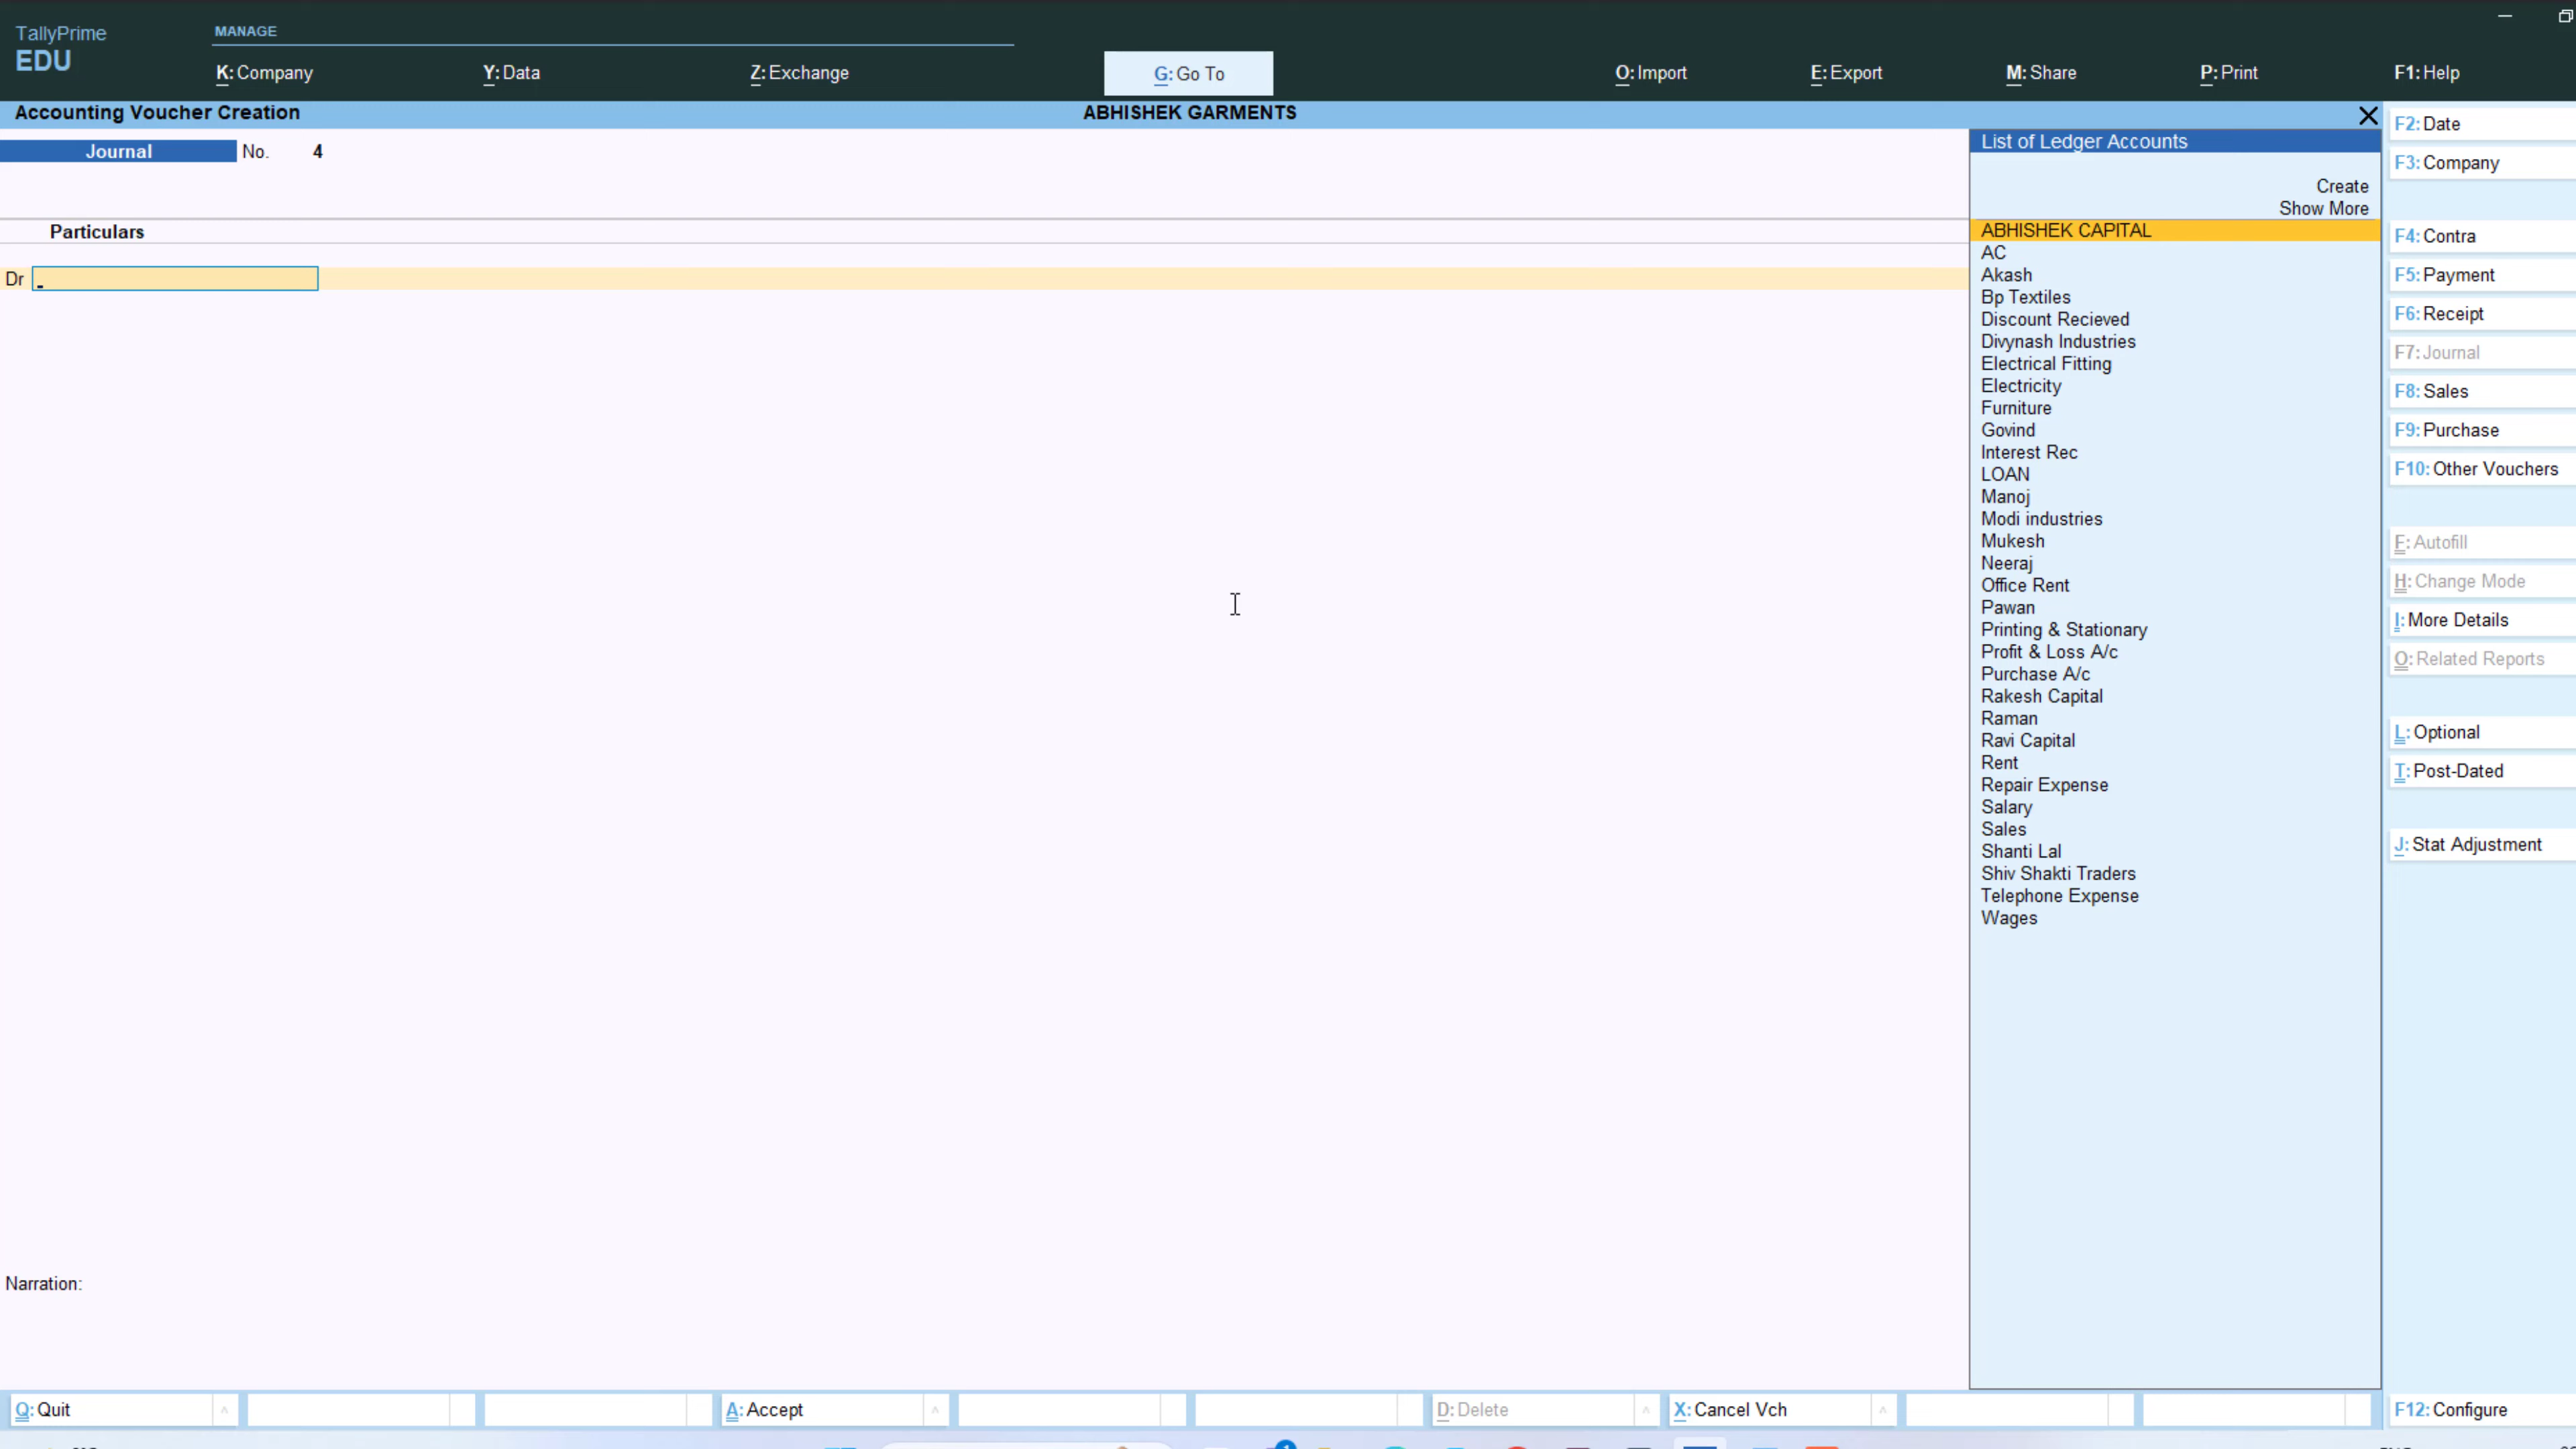 TallyPrime
EDU
MANAGE
K: Company
Y: Data
Z: Exchange
G: Go To
O: Import
E: Export
M: Share
P: Print
F1: Help
Accounting Voucher Creation
ABHISHEK GARMENTS
Journal No. 4
Particulars
Dr
Narration:
List of Ledger Accounts
Create
Show More
ABHISHEK CAPITAL
AC
Akash
Bp Textiles
Discount Recieved
Divynash Industries
Electrical Fitting
Electricity
Furniture
Govind
Interest Rec
LOAN
Manoj
Modi industries
Mukesh
Neeraj
Office Rent
Pawan
Printing & Stationary
Profit & Loss A/c
Purchase A/c
Rakesh Capital
Raman
Ravi Capital
Rent
Repair Expense
Salary
Sales
Shanti Lal
Shiv Shakti Traders
Telephone Expense
Wages
F2: Date
F3: Company
F4: Contra
F5: Payment
F6: Receipt
F7: Journal
F8: Sales
F9: Purchase
F10: Other Vouchers
F: Autofill
H: Change Mode
I: More Details
O: Related Reports
L: Optional
T: Post-Dated
J: Stat Adjustment
Q: Quit
A: Accept
D: Delete
X: Cancel Vch
F12: Configure